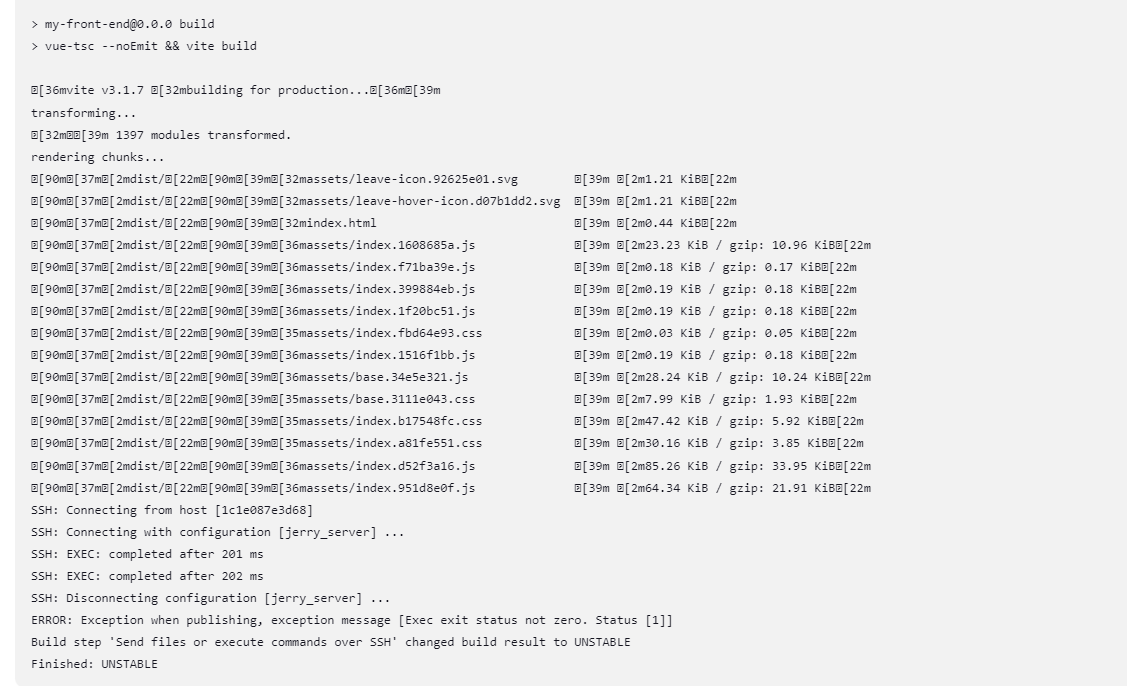 > my-front-end@0.0.0 build
> vue-tsc --noEmit && vite build
[36mvite v3.1.7 [32mbuilding for production...[36m[39m
transforming...
[32m[39m 1397 modules transformed.
rendering chunks...
[90m[37m[2mdist/[22m[90m[39m[32massets/leave-icon.92625e01.svg [39m [2m1.21 KiB[22m
[90m[37m[2mdist/[22m[90m[39m[32massets/leave-hover-icon.d07b1dd2.svg [39m [2m1.21 KiB[22m
[90m[37m[2mdist/[22m[90m[39m[32mindex.html [39m [2m0.44 KiB[22m
[90m[37m[2mdist/[22m[90m[39m[36massets/index.1608685a.js [39m [2m23.23 KiB / gzip: 10.96 KiB[22m
[90m[37m[2mdist/[22m[90m[39m[36massets/index.f71ba39e.js [39m [2m0.18 KiB / gzip: 0.17 KiB[22m
[90m[37m[2mdist/[22m[90m[39m[36massets/index.399884eb.js [39m [2m0.19 KiB / gzip: 0.18 KiB[22m
[90m[37m[2mdist/[22m[90m[39m[36massets/index.1f20bc51.js [39m [2m0.19 KiB / gzip: 0.18 KiB[22m
[90m[37m[2mdist/[22m[90m[39m[35massets/index.fbd64e93.css [39m [2m0.03 KiB / gzip: 0.05 KiB[22m
[90m[37m[2mdist/[22m[90m[39m[36massets/index.1516f1bb.js [39m [2m0.19 KiB / gzip: 0.18 KiB[22m
[90m[37m[2mdist/[22m[90m[39m[36massets/base.34e5e321.js [39m [2m28.24 KiB / gzip: 10.24 KiB[22m
[90m[37m[2mdist/[22m[90m[39m[35massets/base.3111e043.css [39m [2m7.99 KiB / gzip: 1.93 KiB[22m
[90m[37m[2mdist/[22m[90m[39m[35massets/index.b17548fc.css [39m [2m47.42 KiB / gzip: 5.92 KiB[22m
[90m[37m[2mdist/[22m[90m[39m[35massets/index.a81fe551.css [39m [2m30.16 KiB / gzip: 3.85 KiB[22m
[90m[37m[2mdist/[22m[90m[39m[36massets/index.d52f3a16.js [39m [2m85.26 KiB / gzip: 33.95 KiB[22m
[90m[37m[2mdist/[22m[90m[39m[36massets/index.951d8e0f.js [39m [2m64.34 KiB / gzip: 21.91 KiB[22m
SSH: Connecting from host [1c1e087e3d68]
SSH: Connecting with configuration [jerry_server] ...
SSH: EXEC: completed after 201 ms
SSH: EXEC: completed after 202 ms
SSH: Disconnecting configuration [jerry_server] ...
ERROR: Exception when publishing, exception message [Exec exit status not zero. Status [1]]
Build step 'Send files or execute commands over SSH' changed build result to UNSTABLE
Finished: UNSTABLE